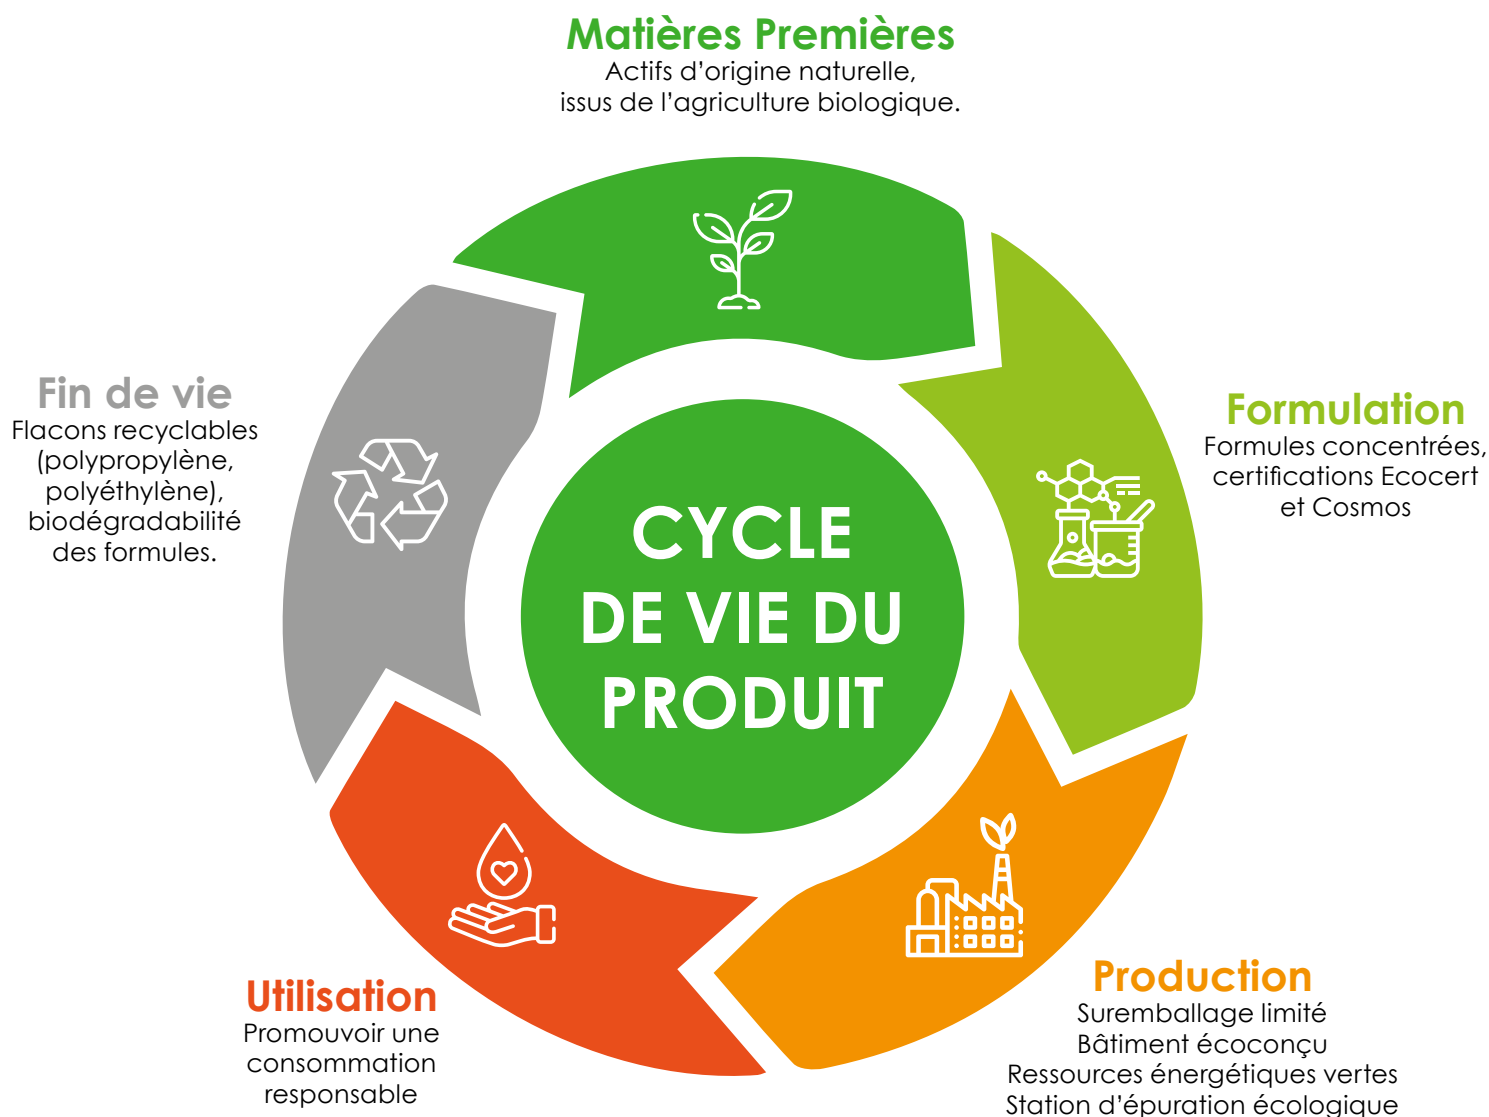 Matières Premières
Actifs d’origine naturelle,
issus de l’agriculture biologique.
Formulation
Formules concentrées,
certifications Ecocert
et Cosmos
Production
Suremballage limité
Bâtiment écoconçu
Ressources énergétiques vertes
Station d’épuration écologique
Utilisation
Promouvoir une
consommation
responsable
Fin de vie
Flacons recyclables
(polypropylène,
polyéthylène),
biodégradabilité
des formules.
CYCLE
DE VIE DU
PRODUIT